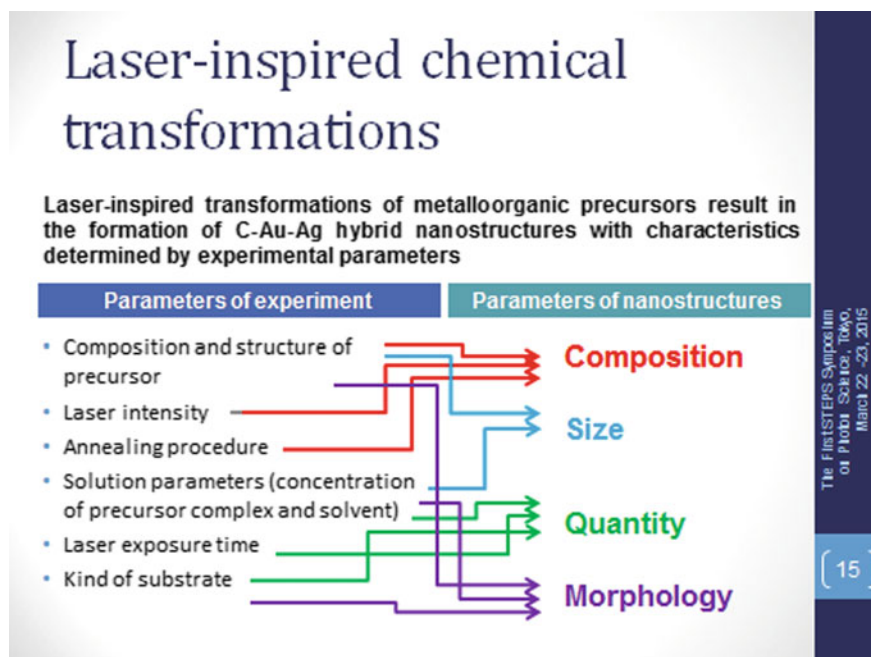 Laser-inspired chemical
transformations
Laser-inspired transformations of metalloorganic precursors result in
the formation of C-Au-Ag hybrid nanostructures with characteristics
determined by experimental parameters
Parameters of experiment
Parameters of nanostructures
• Composition and structure of
precursor
• Laser intensity
• Annealing procedure
• Solution parameters (concentration
of precursor complex and solvent)
• Laser exposure time
• Kind of substrate
Composition
Size
Quantity
Morphology
The First STEPS Symposium
on Photon Science, Tokyo,
March 22 -23, 2015
15